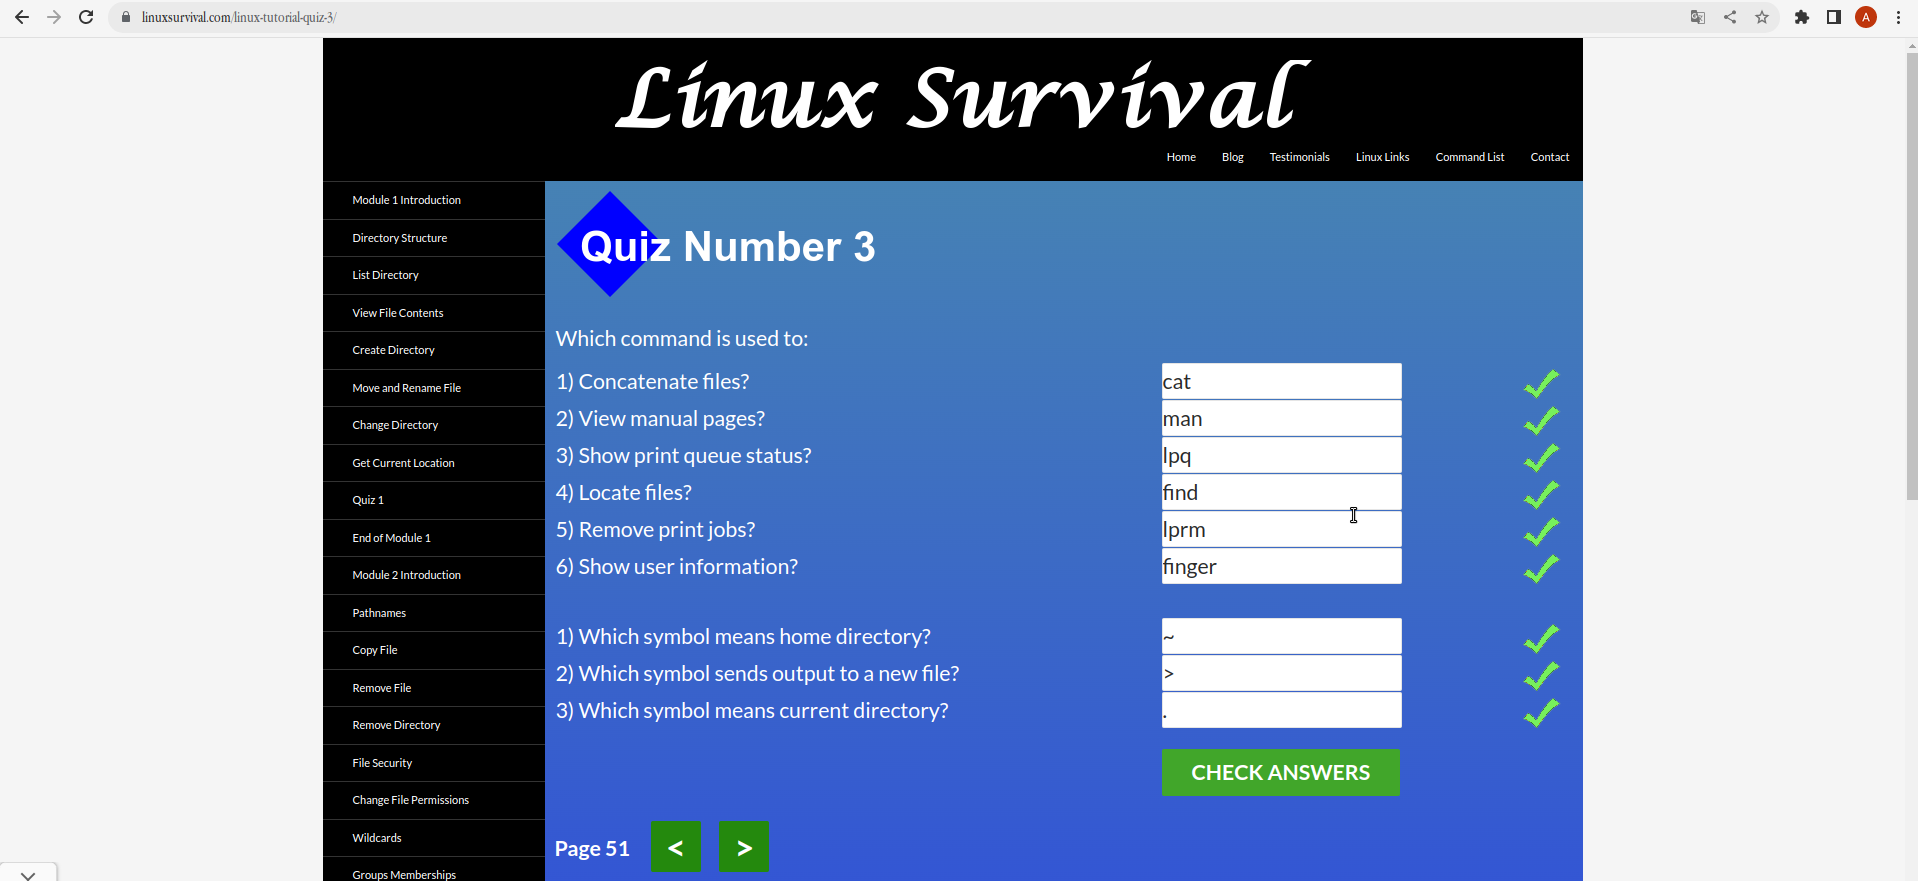 linuxsurvival.com/linux-tutorial-quiz-3/
A
Linux Survival
Home Blog Testimonials Linux Links Command List Contact
Module 1 Introduction
Directory Structure
List Directory
View File Contents
Create Directory
Move and Rename File
Change Directory
Get Current Location
Quiz 1
End of Module 1
Module 2 Introduction
Pathnames
Copy File
Remove File
Remove Directory
File Security
Change File Permissions
Wildcards
Groups Memberships
Quiz Number 3
Which command is used to:
1) Concatenate files? cat
2) View manual pages? man
3) Show print queue status? lpq
4) Locate files? find
5) Remove print jobs? lprm
6) Show user information? finger
1) Which symbol means home directory? ~
2) Which symbol sends output to a new file? >
3) Which symbol means current directory? .
CHECK ANSWERS
Page 51 < >